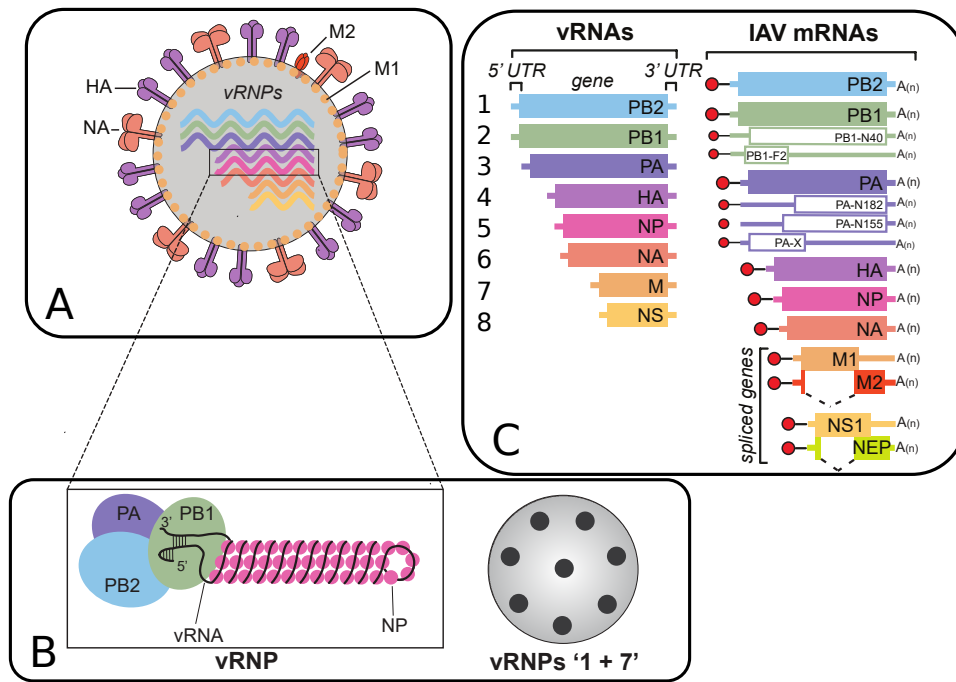 M2
M1
HA
NA
vRNPs
A
vRNAs
5' UTR
gene
3' UTR
1
PB2
2
PB1
3
PA
4
HA
5
NP
6
NA
7
M
8
NS
IAV mRNAs
PB2
A(n)
PB1
A(n)
PB1-N40
A(n)
PB1-F2
A(n)
PA
A(n)
PA-N182
A(n)
PA-N155
A(n)
PA-X
A(n)
HA
A(n)
NP
A(n)
NA
A(n)
spliced genes
M1
A(n)
M2
A(n)
NS1
A(n)
NEP
A(n)
C
PA
PB1
3'
5'
PB2
vRNA
NP
vRNP
B
vRNPs ‘1 + 7’